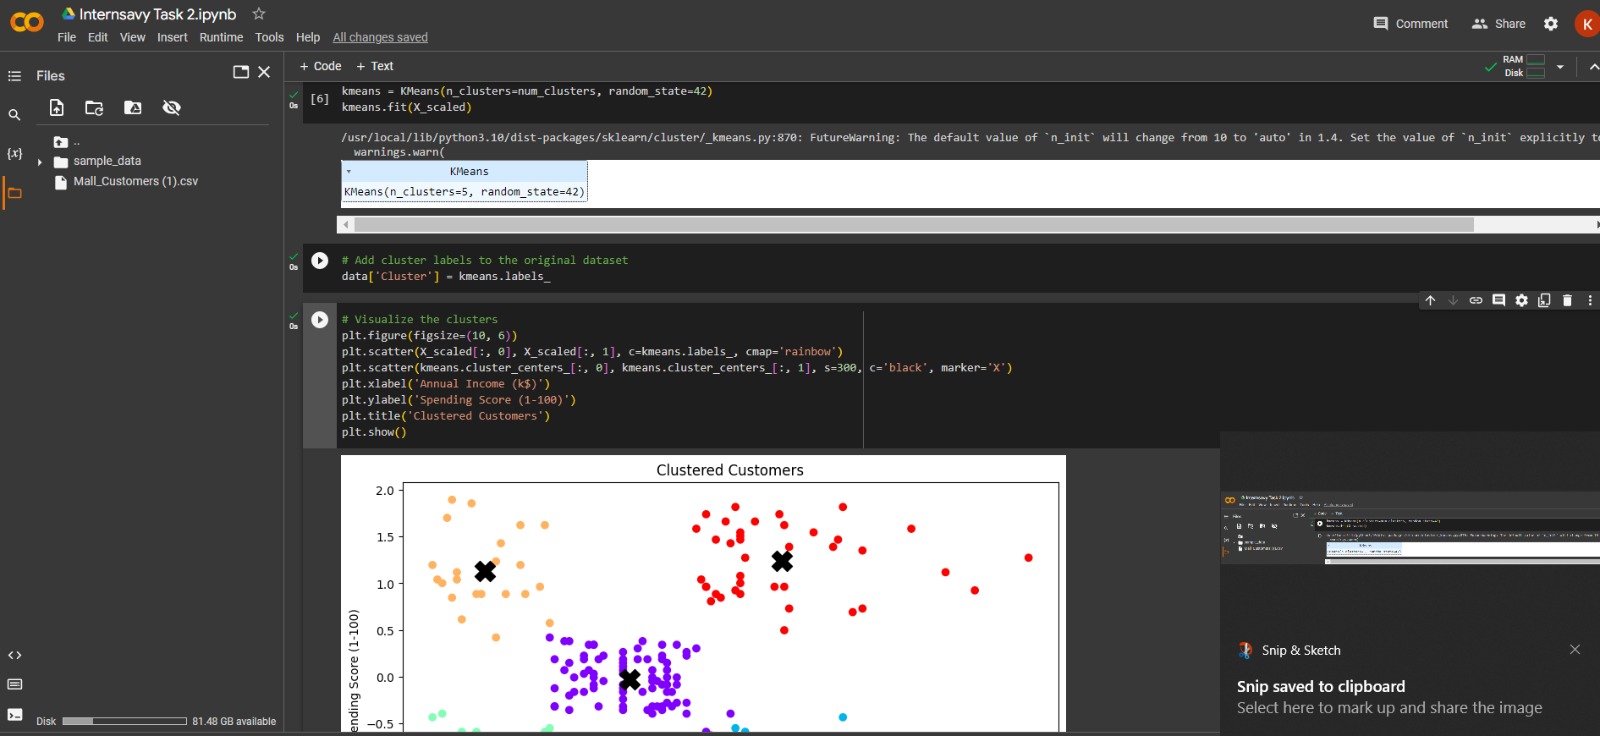 Internsavy Task 2.ipynb
File Edit View Insert Runtime Tools Help All changes saved
Comment Share K
Files
+ Code + Text
RAM
Disk
..
sample_data
Mall_Customers (1).csv
{x}
0s
[6]
kmeans = KMeans(n_clusters=num_clusters, random_state=42)
kmeans.fit(X_scaled)
/usr/local/lib/python3.10/dist-packages/sklearn/cluster/_kmeans.py:870: FutureWarning: The default value of `n_init` will change from 10 to 'auto' in 1.4. Set the value of `n_init` explicitly
warnings.warn(
KMeans
KMeans(n_clusters=5, random_state=42)
0s
# Add cluster labels to the original dataset
data['Cluster'] = kmeans.labels_
0s
# Visualize the clusters
plt.figure(figsize=(10, 6))
plt.scatter(X_scaled[:, 0], X_scaled[:, 1], c=kmeans.labels_, cmap='rainbow')
plt.scatter(kmeans.cluster_centers_[:, 0], kmeans.cluster_centers_[:, 1], s=300, c='black', marker='X')
plt.xlabel('Annual Income (k$)')
plt.ylabel('Spending Score (1-100)')
plt.title('Clustered Customers')
plt.show()
Clustered Customers
2.0
1.5
1.0
0.5
0.0
−0.5
ending Score (1-100)
Disk 81.48 GB available
Snip & Sketch
Snip saved to clipboard
Select here to mark up and share the image